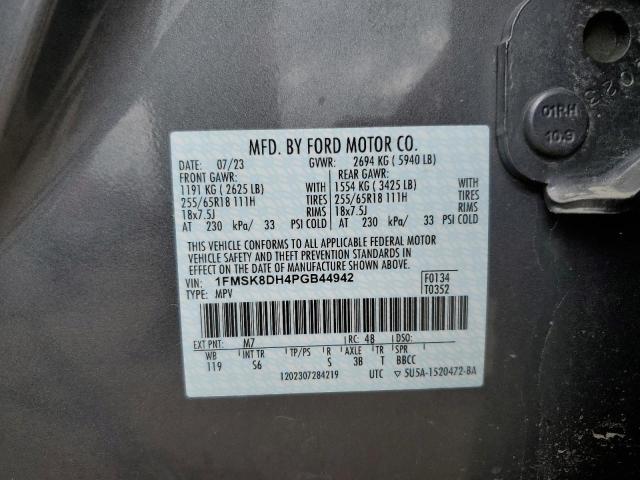 023
01RH
10.9
MFD. BY FORD MOTOR CO.
DATE: 07/23 GVWR: 2694 KG ( 5940 LB)
FRONT GAWR: REAR GAWR:
1191 KG ( 2625 LB) 1554 KG ( 3425 LB)
255/65R18 111H TIRES 255/65R18 111H TIRES
18x7.5J RIMS 18x7.5J RIMS
AT 230 kPa/ 33 PSI COLD AT 230 kPa/ 33 PSI COLD
THIS VEHICLE CONFORMS TO ALL APPLICABLE FEDERAL MOTOR
VEHICLE SAFETY AND THEFT PREVENTION STANDARDS IN
EFFECT ON THE DATE OF MANUFACTURE SHOWN ABOVE.
VIN: 1FMSK8DH4PGB44942 F0134
TYPE: MPV T0352
EXT PNT: M7 RC: 48 DSO:
WB INT TR TP/PS R AXLE TR SPR
119 S6 S 3B T BBCC
1202307284219 UTC ▽ 5U5A-1520472-BA